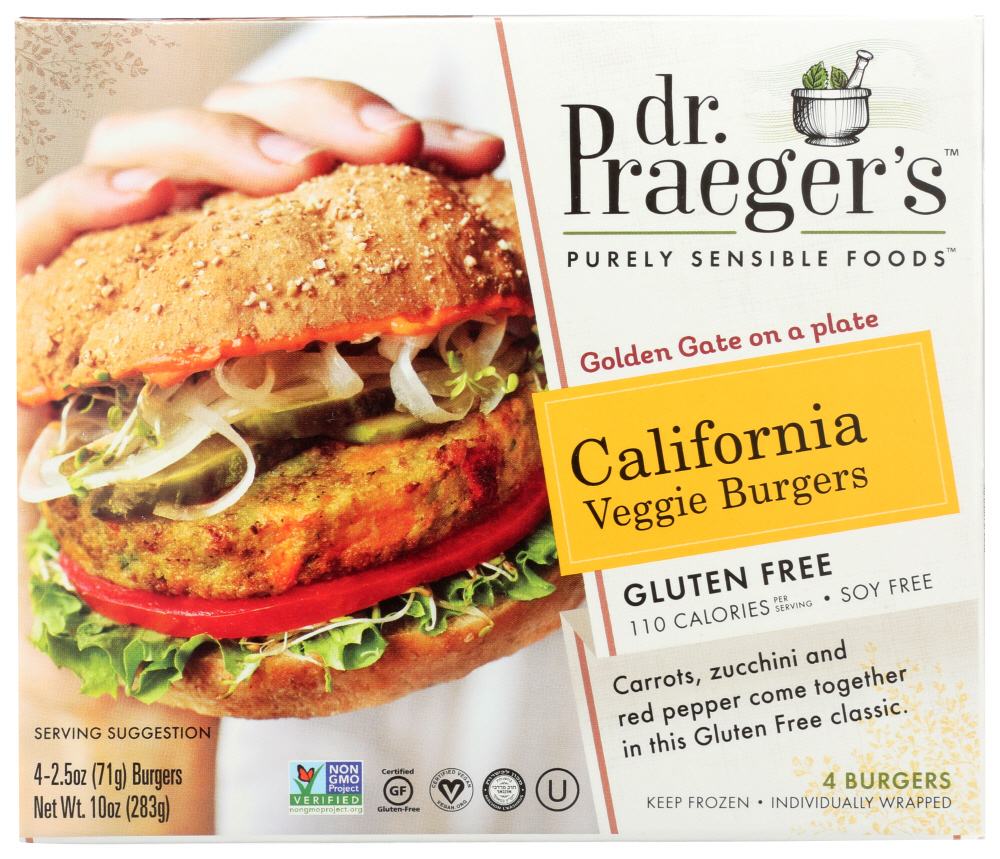 dr.
Praeger's™
PURELY SENSIBLE FOODS™
Golden Gate on a plate
California
Veggie Burgers
GLUTEN FREE
110 CALORIES PER SERVING • SOY FREE
Carrots, zucchini and
red pepper come together
in this Gluten Free classic.
SERVING SUGGESTION
4-2.5oz (71g) Burgers
Net Wt. 10oz (283g)
NON
GMO
Project
VERIFIED
nongmoproject.org
Certified
GF
Gluten-Free
CERTIFIED VEGAN
V
VEGAN.ORG
U
4 BURGERS
KEEP FROZEN • INDIVIDUALLY WRAPPED